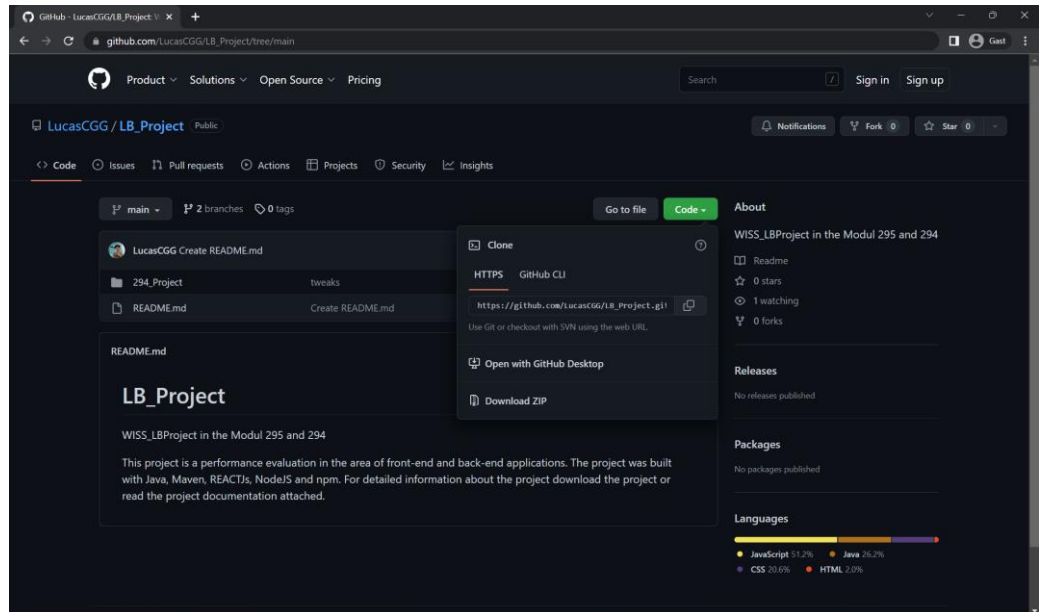 GitHub - LucasCGG/LB_Project: W
github.com/LucasCGG/LB_Project/tree/main
Gast
Product Solutions Open Source Pricing
Search /
Sign in Sign up
LucasCGG / LB_Project Public
Notifications Fork 0 Star 0
Code Issues Pull requests Actions Projects Security Insights
main 2 branches 0 tags
Go to file Code
LucasCGG Create README.md
294_Project tweaks
README.md Create README.md
Clone
HTTPS GitHub CLI
https://github.com/LucasCGG/LB_Project.git
Use Git or checkout with SVN using the web URL.
Open with GitHub Desktop
Download ZIP
README.md
LB_Project
WISS_LBProject in the Modul 295 and 294
This project is a performance evaluation in the area of front-end and back-end applications. The project was built
with Java, Maven, REACTJs, NodeJS and npm. For detailed information about the project download the project or
read the project documentation attached.
About
WISS_LBProject in the Modul 295 and 294
Readme
0 stars
1 watching
0 forks
Releases
No releases published
Packages
No packages published
Languages
JavaScript 51.2% Java 26.2%
CSS 20.6% HTML 2.0%